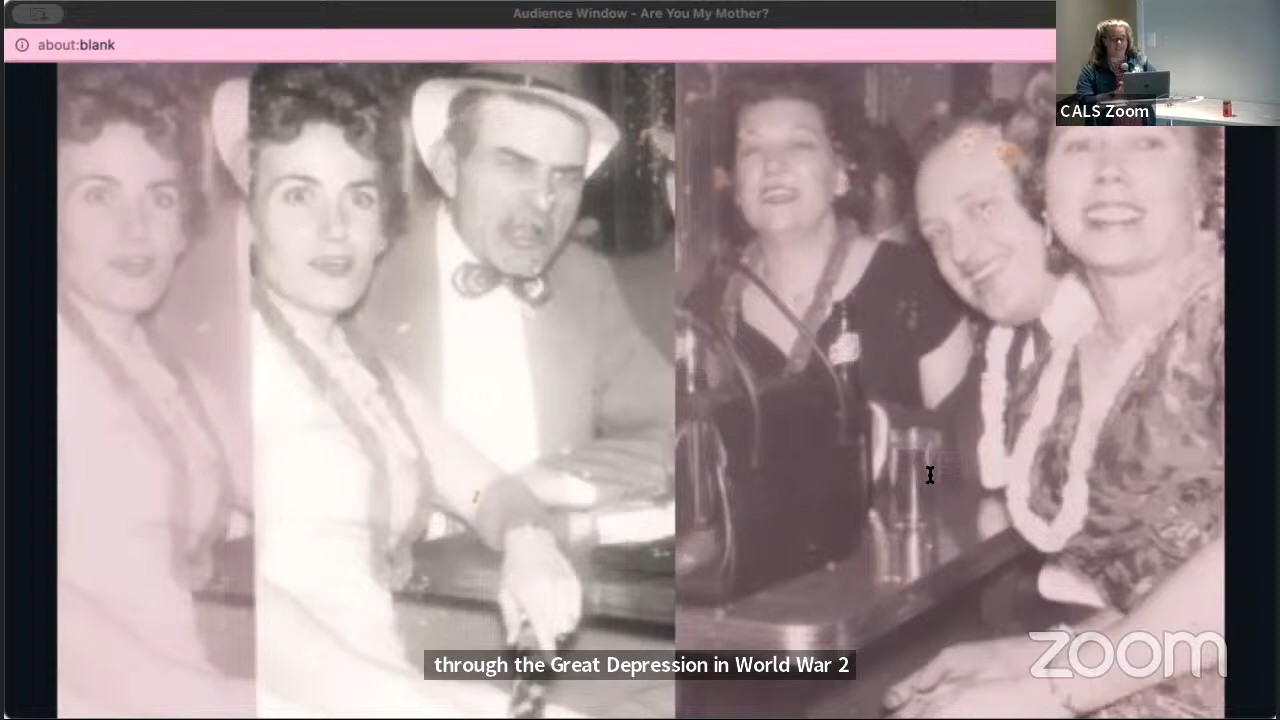 Audience Window - Are You My Mother?
about:blank
CALS Zoom
through the Great Depression in World War 2
zoom